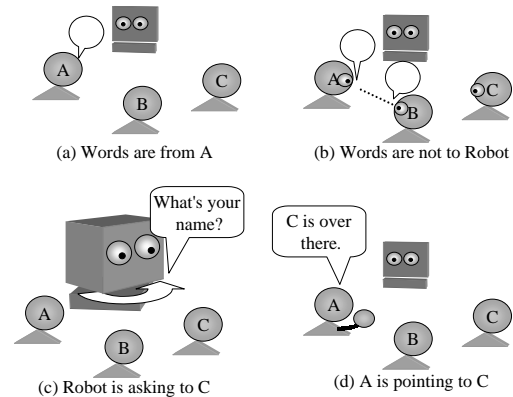 A
B
C
(a) Words are from A
A
B
C
(b) Words are not to Robot
What's your
name?
A
B
C
(c) Robot is asking to C
C is over
there.
A
B
C
(d) A is pointing to C